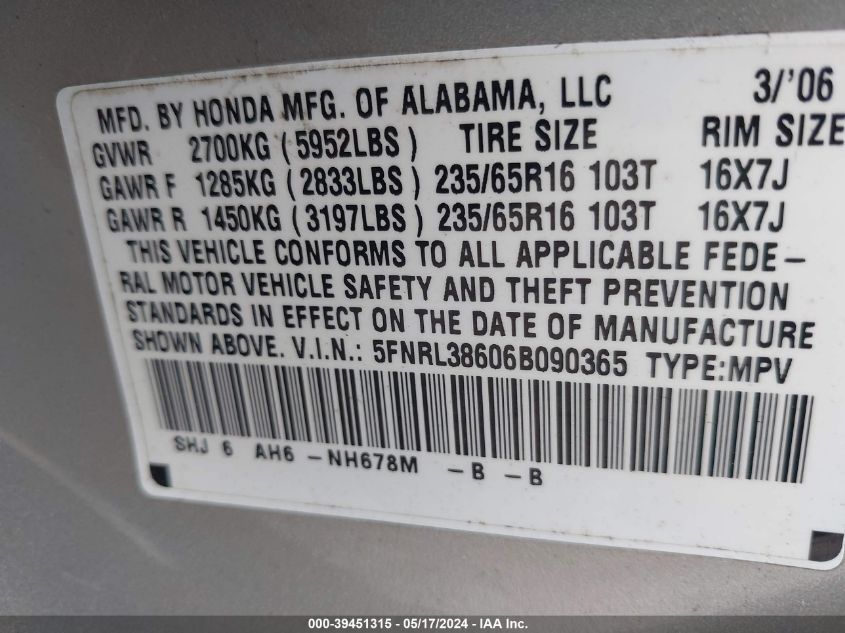 MFD. BY HONDA MFG. OF ALABAMA, LLC 3/'06
GVWR 2700KG (5952LBS) TIRE SIZE RIM SIZE
GAWR F 1285KG (2833LBS) 235/65R16 103T 16X7J
GAWR R 1450KG (3197LBS) 235/65R16 103T 16X7J
THIS VEHICLE CONFORMS TO ALL APPLICABLE FEDE-
RAL MOTOR VEHICLE SAFETY AND THEFT PREVENTION
STANDARDS IN EFFECT ON THE DATE OF MANUFACTURE
SHOWN ABOVE. V.I.N.: 5FNRL38606B090365 TYPE:MPV
SHJ 6 AH6 -NH678M -B -B
000-39451315 - 05/17/2024 - IAA Inc.